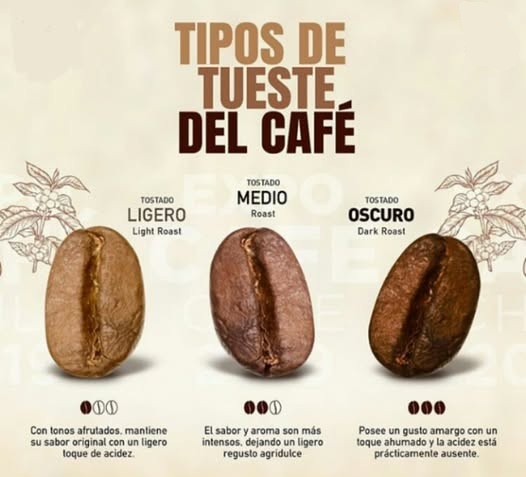 TIPOS DE
TUESTE
DEL CAFÉ
TOSTADO
LIGERO
Light Roast
TOSTADO
MEDIO
Roast
TOSTADO
OSCURO
Dark Roast
EXPO
CAFE
Con tonos afrutados, mantiene
su sabor original con un ligero
toque de acidez.
El sabor y aroma son más
intensos, dejando un ligero
regusto agridulce
Posee un gusto amargo con un
toque ahumado y la acidez está
prácticamente ausente.